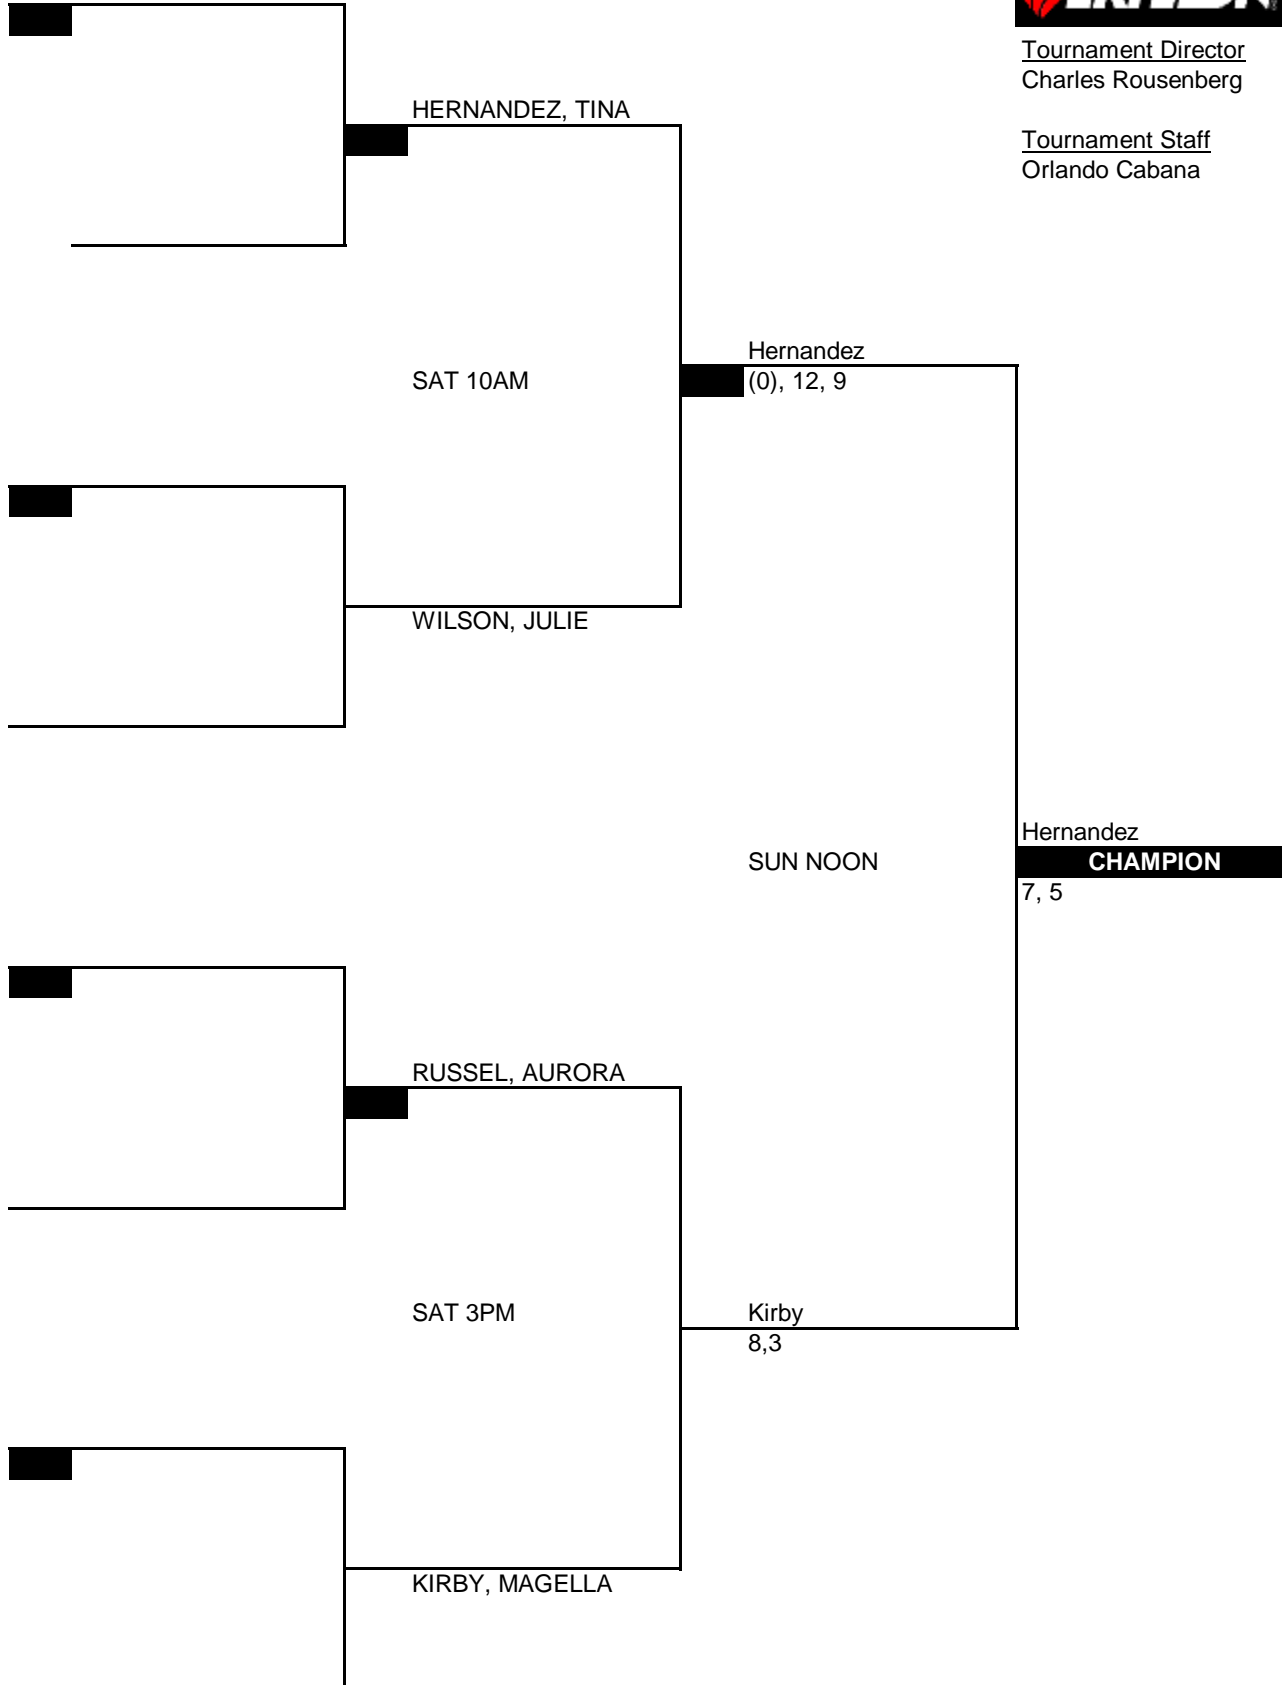 Tournament Director
Charles Rousenberg
HERNANDEZ, TINA
Tournament Staff
Orlando Cabana
Hernandez
SAT 10AM
(0), 12, 9
WILSON, JULIE
Hernandez
SUN NOON
CHAMPION
7, 5
RUSSEL, AURORA
SAT 3PM
Kirby
8,3
KIRBY, MAGELLA